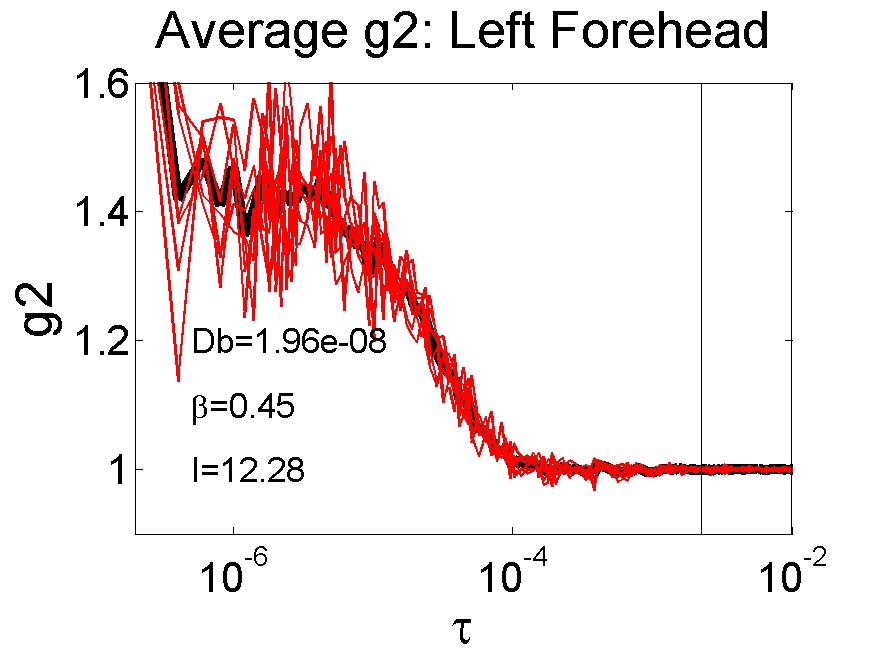 Average g2: Left Forehead
1.6
1.4
1.2
1
g2
Db=1.96e-08
β=0.45
I=12.28
10^-6
10^-4
10^-2
τ